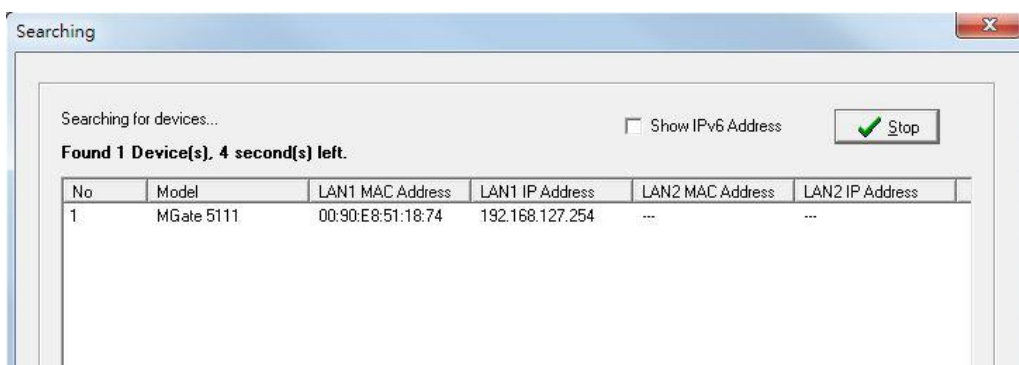 Searching
Searching for devices...
Show IPv6 Address
Stop
Found 1 Device(s), 4 second(s) left.
No Model LAN1 MAC Address LAN1 IP Address LAN2 MAC Address LAN2 IP Address
1 MGate 5111 00:90:E8:51:18:74 192.168.127.254 --- ---